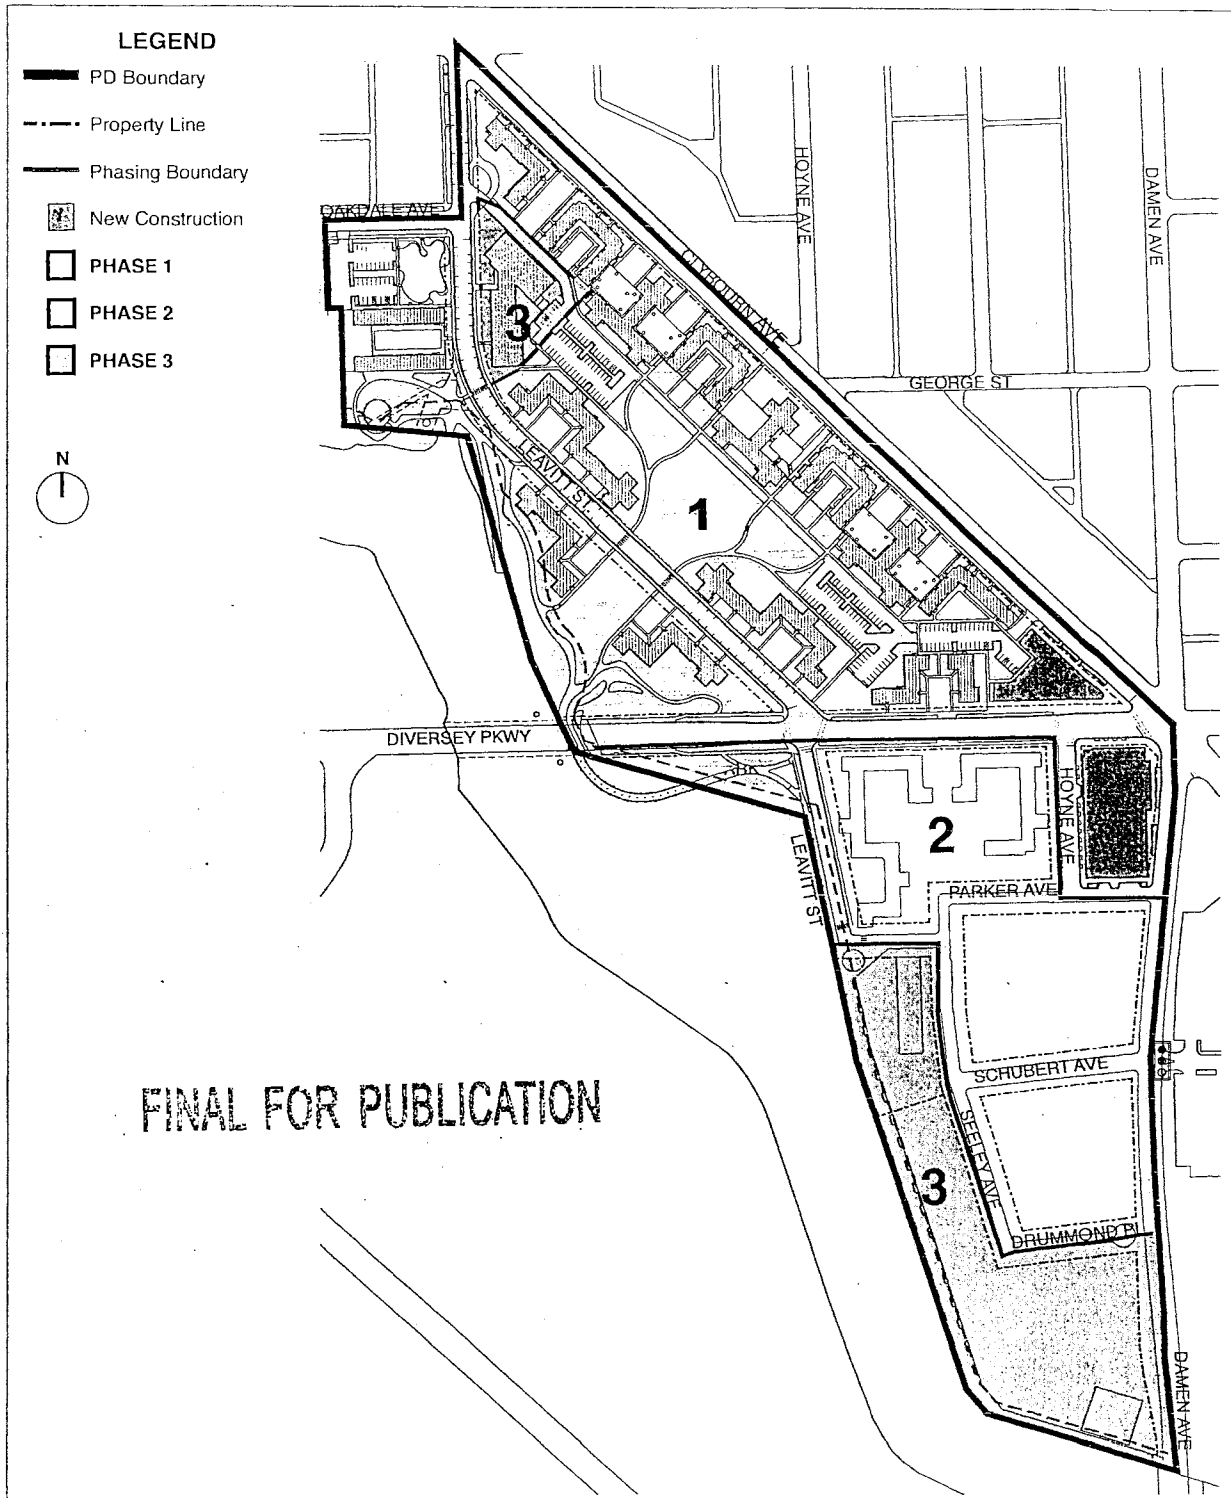 LEGEND
PD Boundary
Property Line
Phasing Boundary
New Construction
PHASE 1
PHASE 2
PHASE 3
N
OAKDALE AVE
HOYNE AVE
DAMEN AVE
CLYBOURN AVE
3
GEORGE ST
LEAVITT ST
1
DIVERSEY PKWY
HOYNE AVE
2
LEAVITT ST
PARKER AVE
SCHUBERT AVE
FINAL FOR PUBLICATION
SEELEY AVE
3
DRUMMOND PL
DAMEN AVE